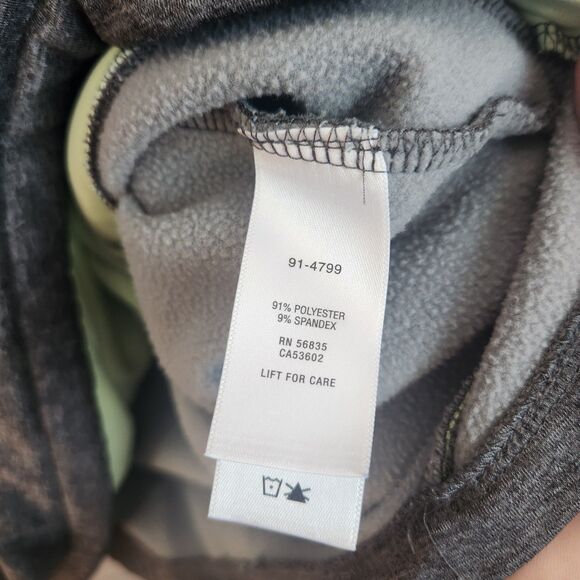 91-4799
91% POLYESTER
9% SPANDEX
RN 56835
CA53602
LIFT FOR CARE